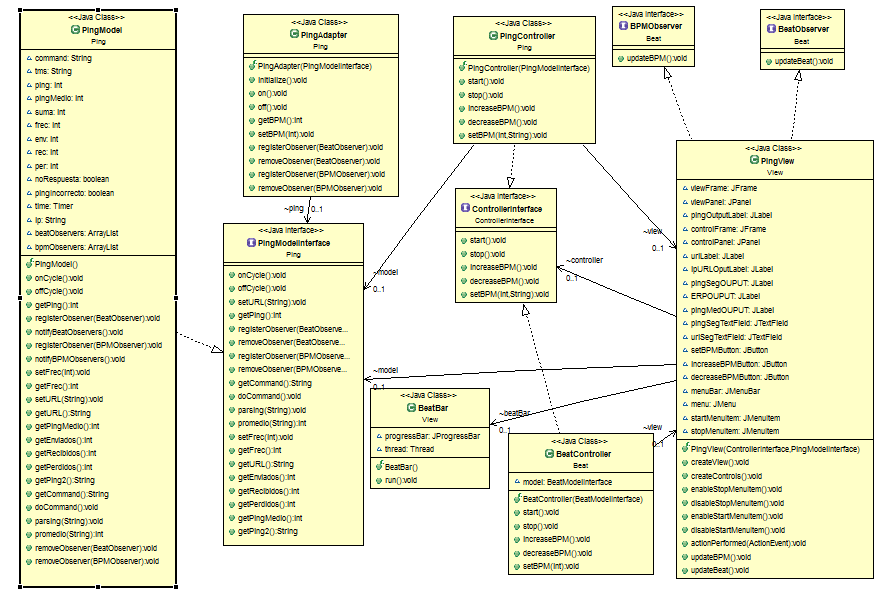 <<Java Class>>
PingModel
Ping
command: String
tms: String
ping: int
pingMedio: int
suma: int
frec: int
env: int
rec: int
per: int
noRespuesta: boolean
pingIncorrecto: boolean
time: Timer
ip: String
beatObservers: ArrayList
bpmObservers: ArrayList
PingModel()
onCycle():void
offCycle():void
getPing():int
registerObserver(BeatObserver):void
notifyBeatObservers():void
registerObserver(BPMObserver):void
notifyBPMObservers():void
setFrec(int):void
getFrec():int
setURL(String):void
getURL():String
getPingMedio():int
getEnviados():int
getRecibidos():int
getPerdidos():int
getPing2():String
getCommand():String
doCommand():void
parsing(String):void
promedio(String):int
removeObserver(BeatObserver):void
removeObserver(BPMObserver):void
<<Java Class>>
PingAdapter
Ping
PingAdapter(PingModelInterface)
initialize():void
on():void
off():void
getBPM():int
setBPM(int):void
registerObserver(BeatObserver):void
removeObserver(BeatObserver):void
registerObserver(BPMObserver):void
removeObserver(BPMObserver):void
~ping
0..1
<<Java Interface>>
PingModelInterface
Ping
onCycle():void
offCycle():void
setURL(String):void
getPing():int
registerObserver(BeatObserve...
removeObserver(BeatObserve...
registerObserver(BPMObserve...
removeObserver(BPMObserve...
getCommand():String
doCommand():void
parsing(String):void
promedio(String):int
setFrec(int):void
getFrec():int
getURL():String
getEnviados():int
getRecibidos():int
getPerdidos():int
getPingMedio():int
getPing2():String
<<Java Class>>
PingController
Ping
PingController(PingModelInterface)
start():void
stop():void
increaseBPM():void
decreaseBPM():void
setBPM(int,String):void
~model
0..1
<<Java Interface>>
ControllerInterface
ControllerInterface
start():void
stop():void
increaseBPM():void
decreaseBPM():void
setBPM(int,String):void
~controller
0..1
~view
0..1
~model
0..1
<<Java Class>>
BeatBar
View
progressBar: JProgressBar
thread: Thread
BeatBar()
run():void
~beatBar
0..1
<<Java Class>>
BeatController
Beat
model: BeatModelInterface
BeatController(BeatModelInterface)
start():void
stop():void
increaseBPM():void
decreaseBPM():void
setBPM(int):void
~view
0..1
<<Java Interface>>
BPMObserver
Beat
updateBPM():void
<<Java Interface>>
BeatObserver
Beat
updateBeat():void
<<Java Class>>
PingView
View
viewFrame: JFrame
viewPanel: JPanel
pingOutputLabel: JLabel
controlFrame: JFrame
controlPanel: JPanel
urlLabel: JLabel
ipURLOputLabel: JLabel
pingSegOUPUT: JLabel
ERPOUPUT: JLabel
pingMedOUPUT: JLabel
pingSegTextField: JTextField
urlSegTextField: JTextField
setBPMButton: JButton
increaseBPMButton: JButton
decreaseBPMButton: JButton
menuBar: JMenuBar
menu: JMenu
startMenuItem: JMenuItem
stopMenuItem: JMenuItem
PingView(ControllerInterface,PingModelInterface)
createView():void
createControls():void
enableStopMenuItem():void
disableStopMenuItem():void
enableStartMenuItem():void
disableStartMenuItem():void
actionPerformed(ActionEvent):void
updateBPM():void
updateBeat():void